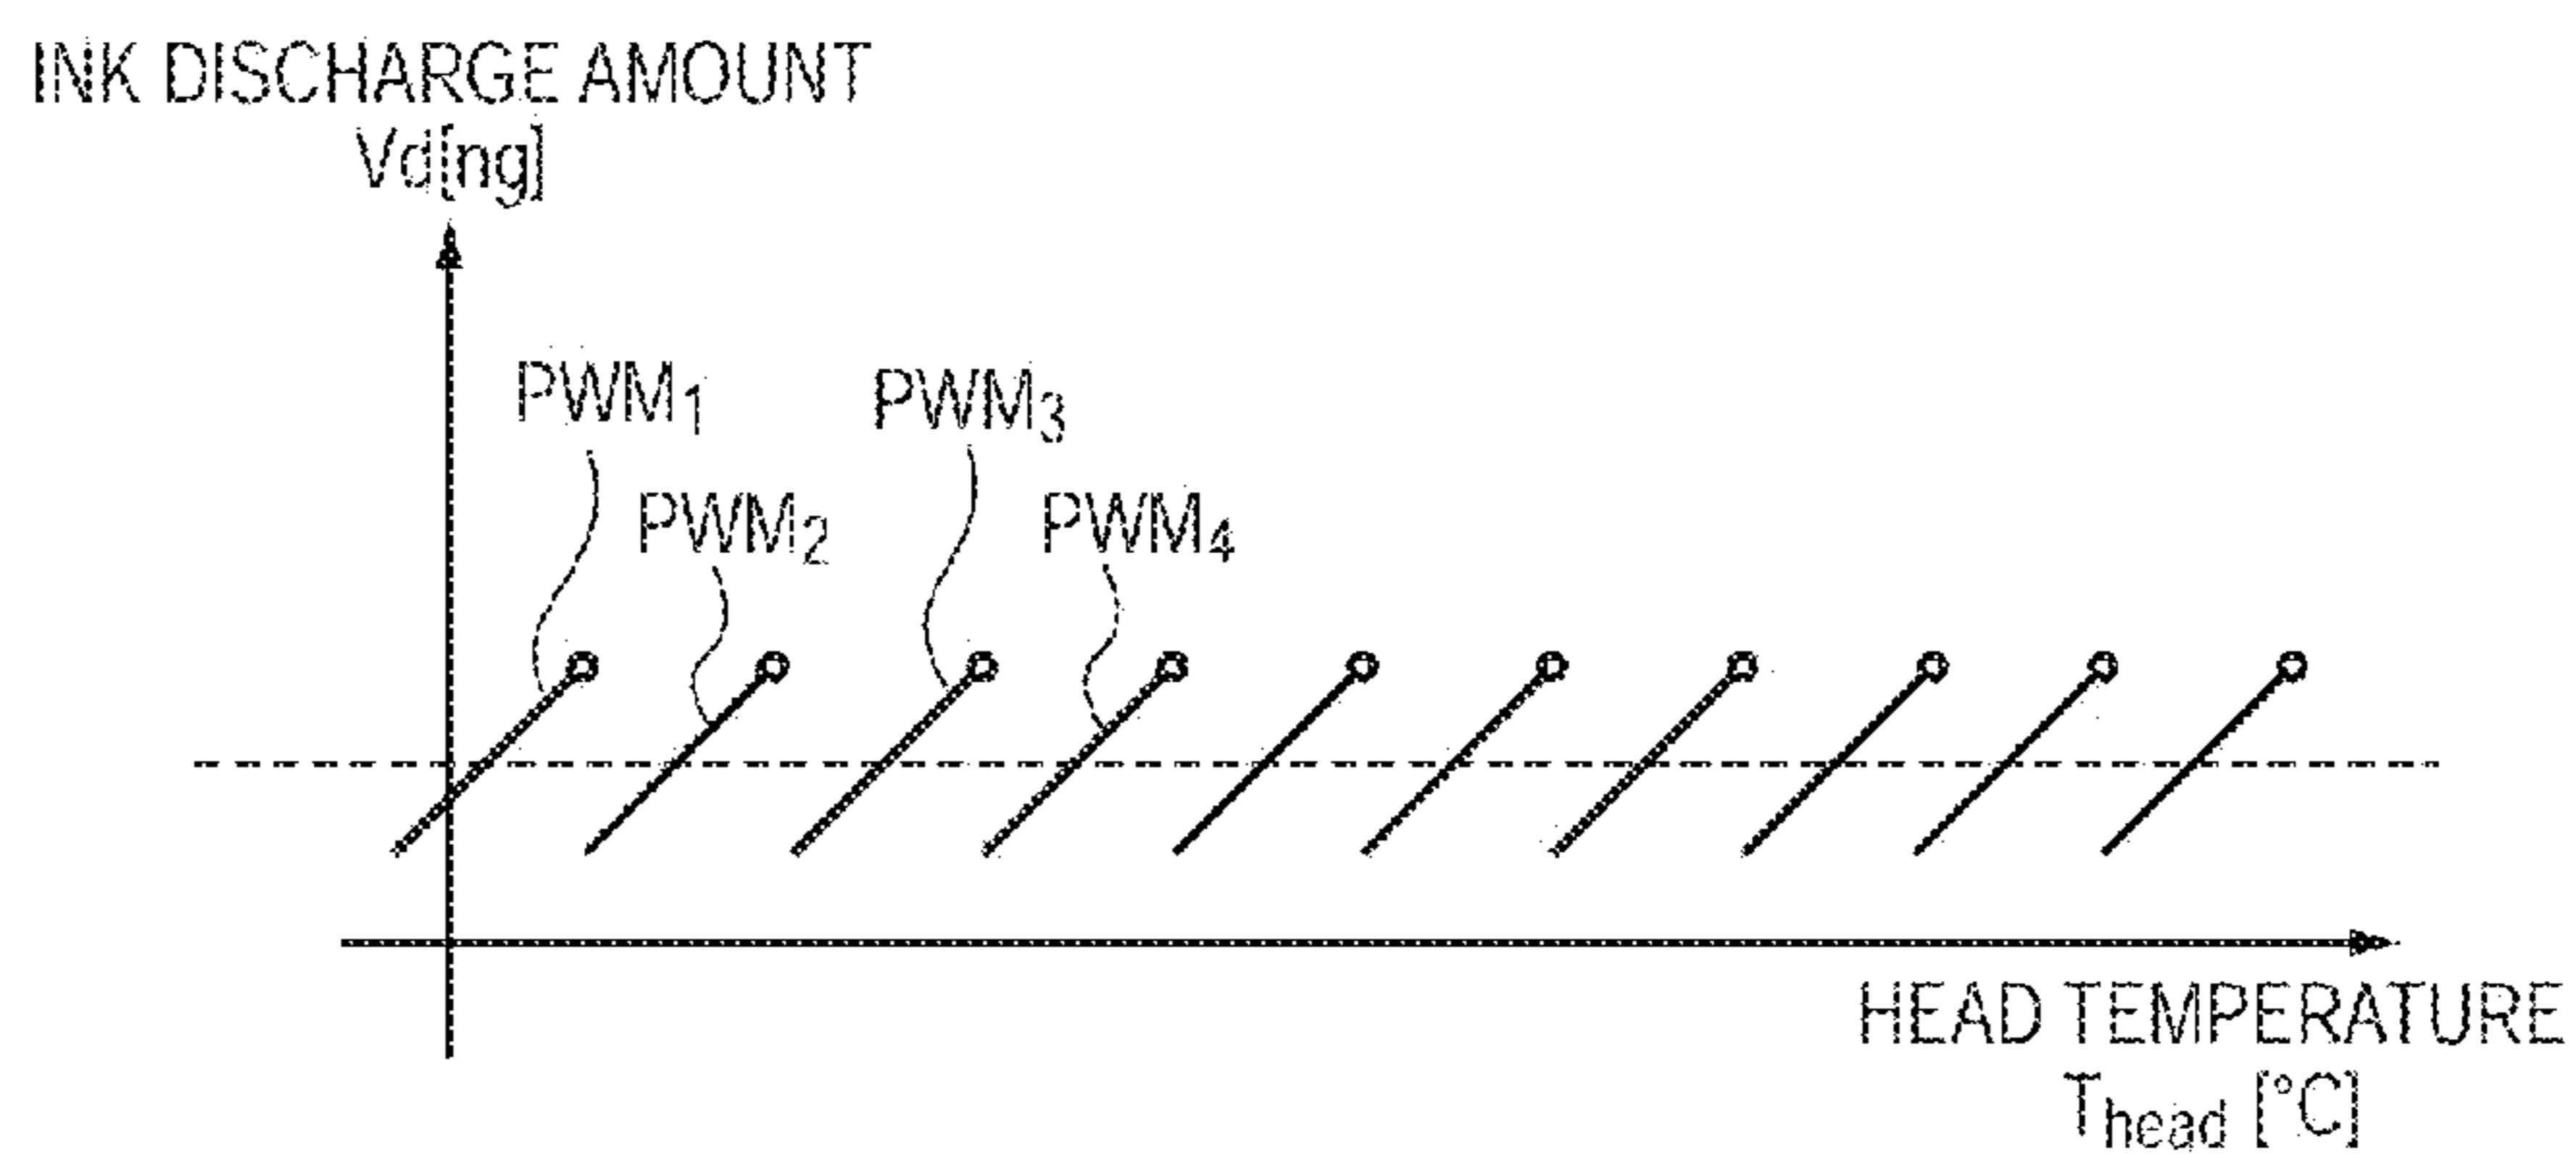 INK DISCHARGE AMOUNT
Vd[ng]
PWM1
PWM3
PWM2
PWM4
HEAD TEMPERATURE
Thead [°C]